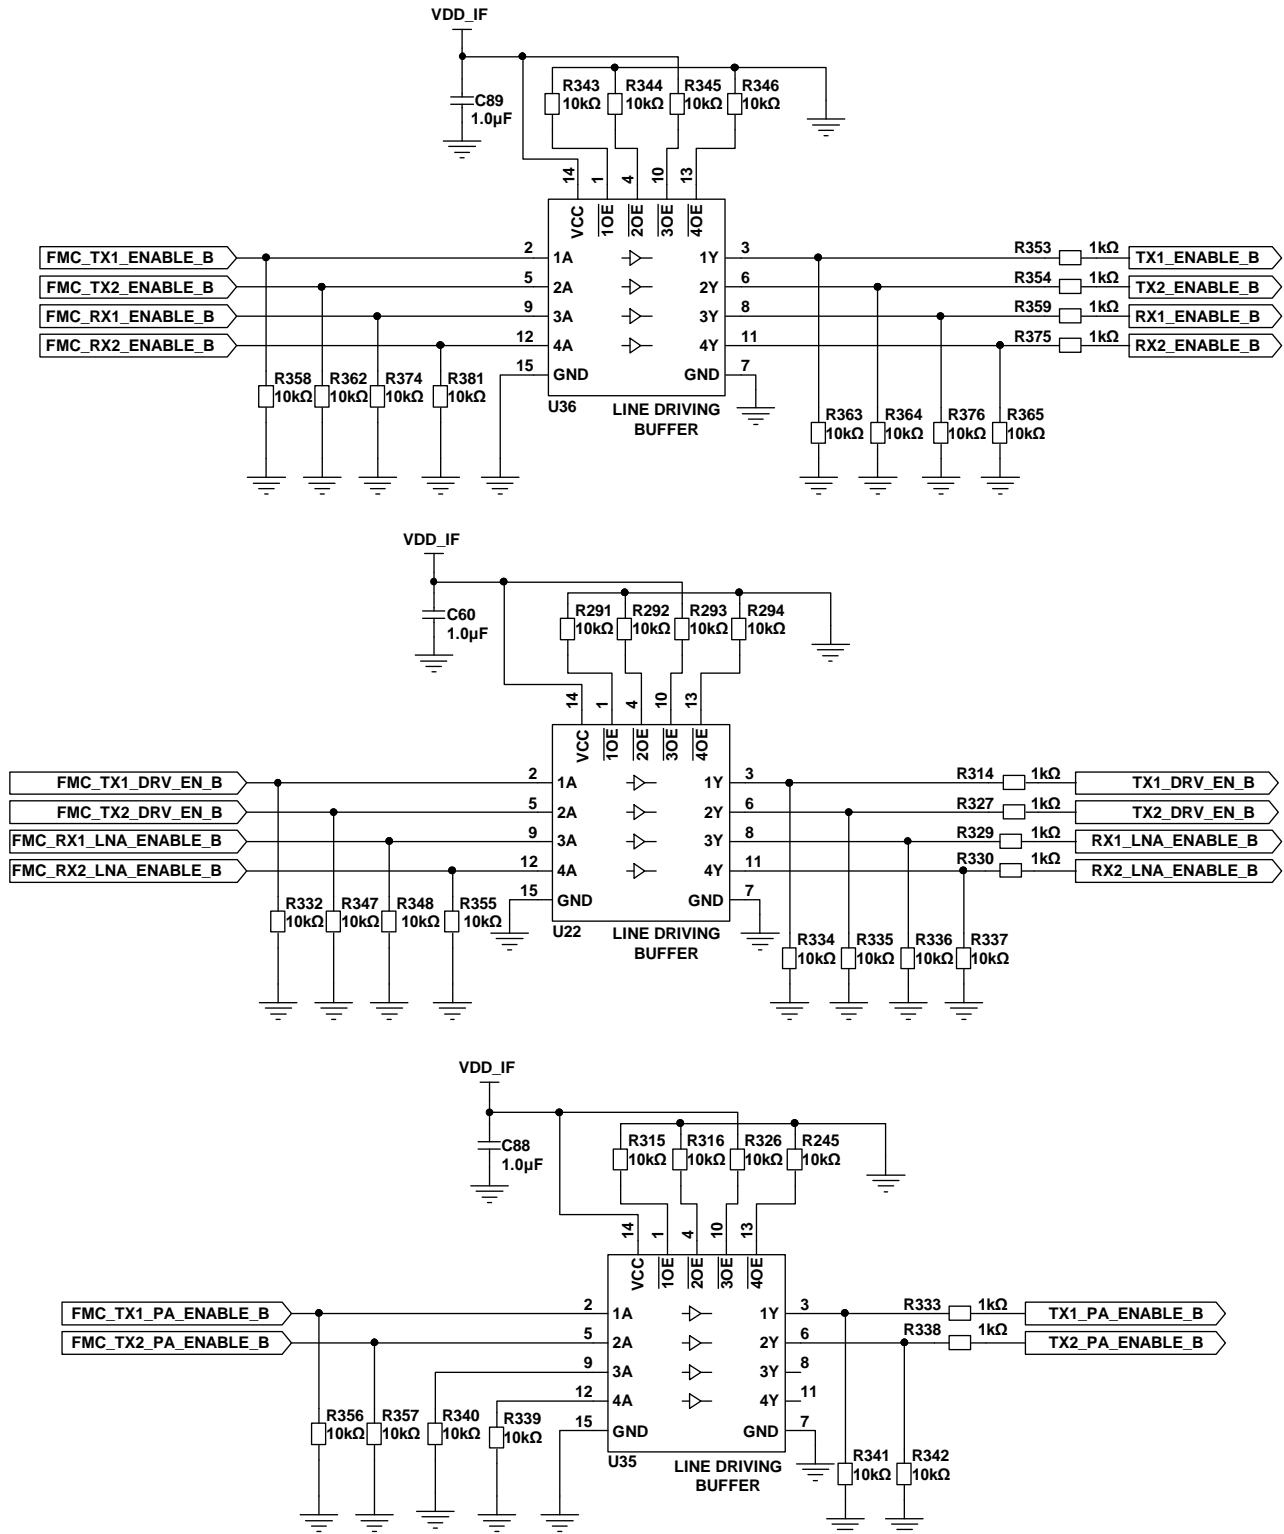 VDD_IF
C89
1.0µF
R343
10kΩ
R344
10kΩ
R345
10kΩ
R346
10kΩ
14
1
4
10
13
VCC
1OE
2OE
3OE
4OE
FMC_TX1_ENABLE_B
2
1A
1Y
3
R353
1kΩ
TX1_ENABLE_B
FMC_TX2_ENABLE_B
5
2A
2Y
6
R354
1kΩ
TX2_ENABLE_B
FMC_RX1_ENABLE_B
9
3A
3Y
8
R359
1kΩ
RX1_ENABLE_B
FMC_RX2_ENABLE_B
12
4A
4Y
11
R375
1kΩ
RX2_ENABLE_B
15
GND
GND
7
R358
10kΩ
R362
10kΩ
R374
10kΩ
R381
10kΩ
U36
LINE DRIVING
BUFFER
R363
10kΩ
R364
10kΩ
R376
10kΩ
R365
10kΩ
VDD_IF
C60
1.0µF
R291
10kΩ
R292
10kΩ
R293
10kΩ
R294
10kΩ
14
1
4
10
13
VCC
1OE
2OE
3OE
4OE
FMC_TX1_DRV_EN_B
2
1A
1Y
3
R314
1kΩ
TX1_DRV_EN_B
FMC_TX2_DRV_EN_B
5
2A
2Y
6
R327
1kΩ
TX2_DRV_EN_B
FMC_RX1_LNA_ENABLE_B
9
3A
3Y
8
R329
1kΩ
RX1_LNA_ENABLE_B
FMC_RX2_LNA_ENABLE_B
12
4A
4Y
11
R330
1kΩ
RX2_LNA_ENABLE_B
15
GND
GND
7
R332
10kΩ
R347
10kΩ
R348
10kΩ
R355
10kΩ
U22
LINE DRIVING
BUFFER
R334
10kΩ
R335
10kΩ
R336
10kΩ
R337
10kΩ
VDD_IF
C88
1.0µF
R315
10kΩ
R316
10kΩ
R326
10kΩ
R245
10kΩ
14
1
4
10
13
VCC
1OE
2OE
3OE
4OE
FMC_TX1_PA_ENABLE_B
2
1A
1Y
3
R333
1kΩ
TX1_PA_ENABLE_B
FMC_TX2_PA_ENABLE_B
5
2A
2Y
6
R338
1kΩ
TX2_PA_ENABLE_B
9
3A
3Y
8
12
4A
4Y
11
15
GND
GND
7
R356
10kΩ
R357
10kΩ
R340
10kΩ
R339
10kΩ
U35
LINE DRIVING
BUFFER
R341
10kΩ
R342
10kΩ